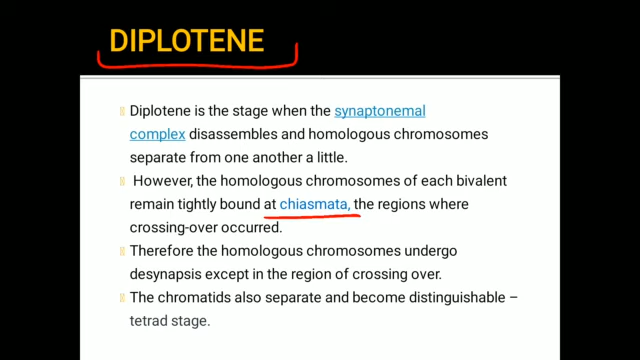 DIPLOTENE
Diplotene is the stage when the synaptonemal
complex disassembles and homologous chromosomes
separate from one another a little.
However, the homologous chromosomes of each bivalent
remain tightly bound at chiasmata, the regions where
crossing-over occurred.
Therefore the homologous chromosomes undergo
desynapsis except in the region of crossing over.
The chromatids also separate and become distinguishable –
tetrad stage.